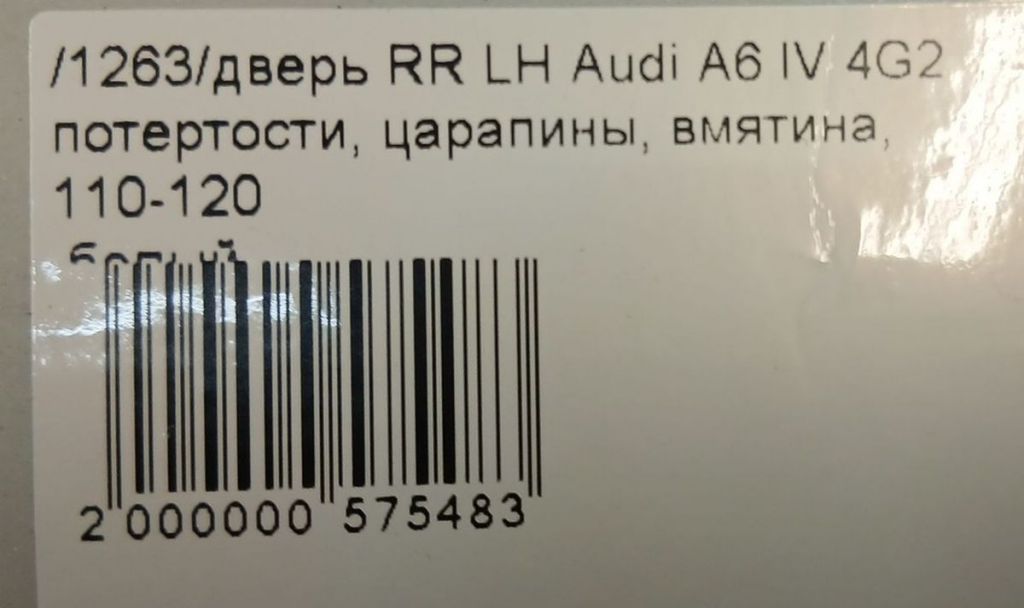 /1263/дверь RR LH Audi A6 IV 4G2
потертости, царапины, вмятина,
110-120
2 000000 575483